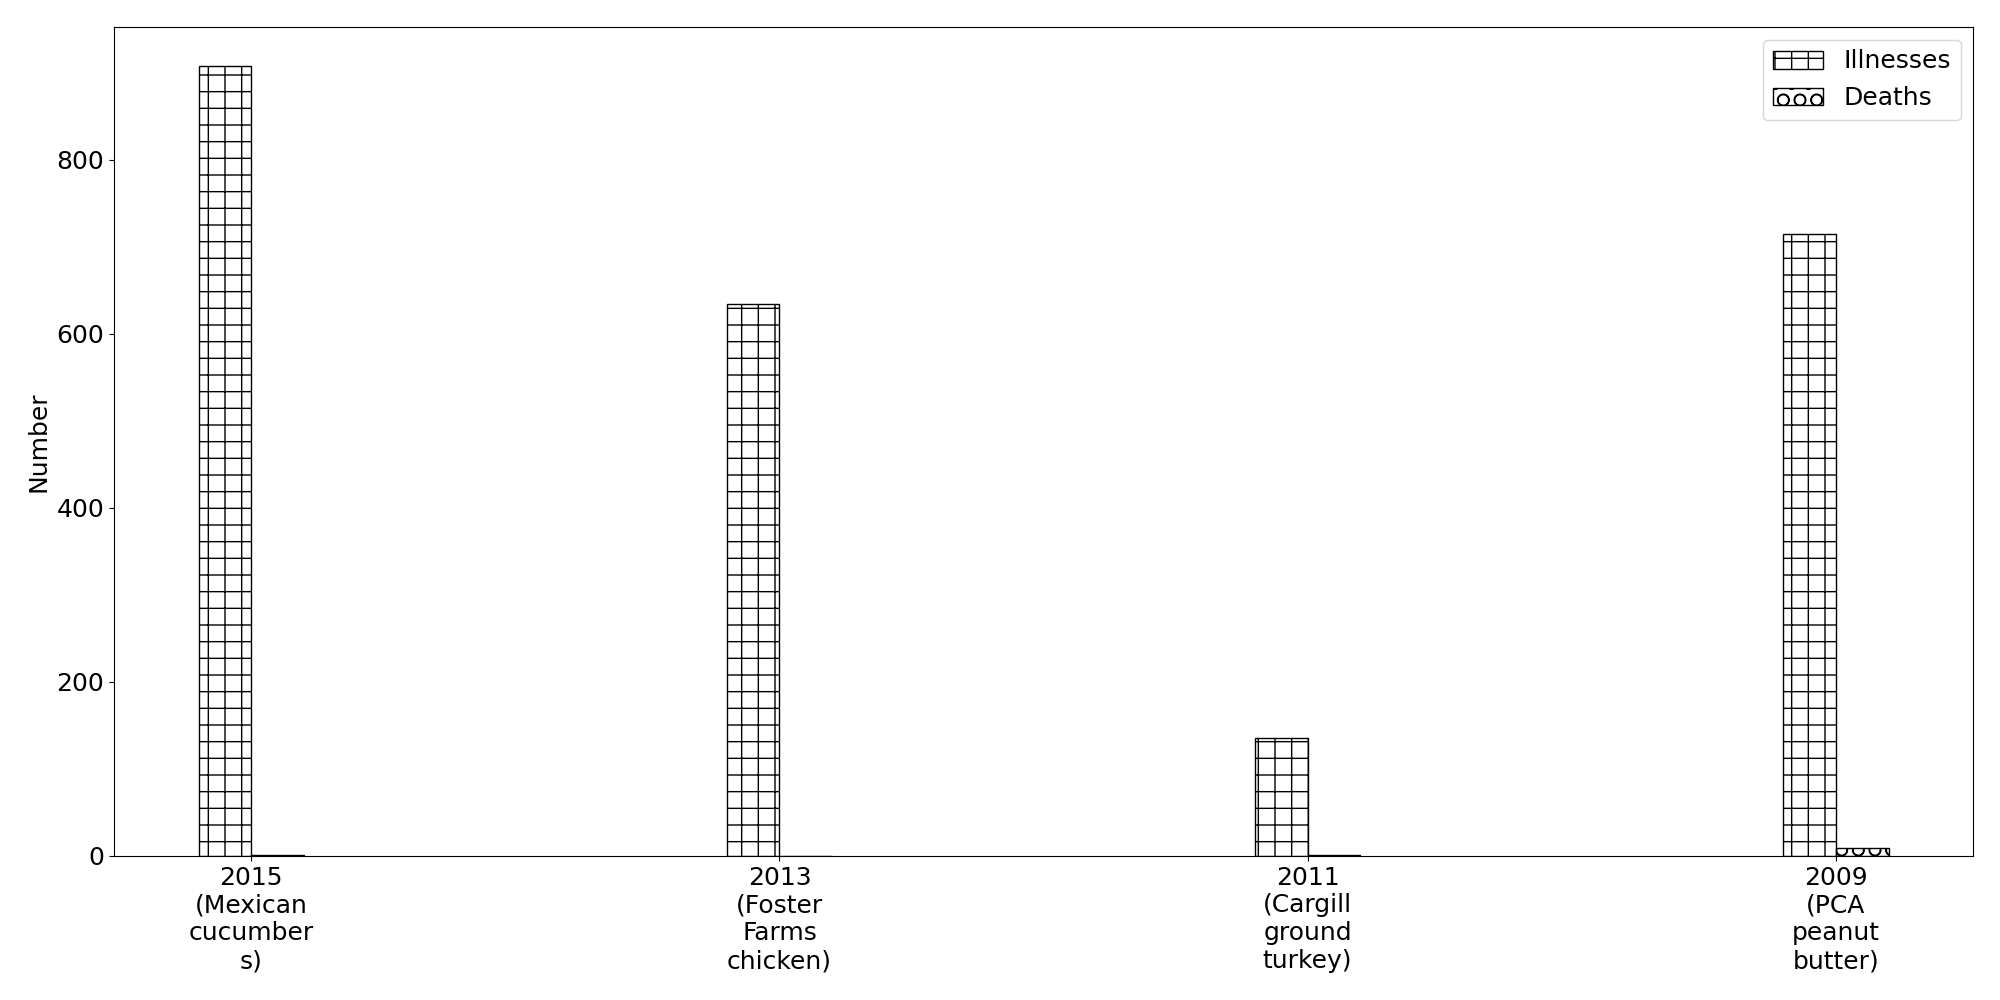 Illnesses
Deaths
Number
800
600
400
200
0
2015
(Mexican
cucumber
s)
2013
(Foster
Farms
chicken)
2011
(Cargill
ground
turkey)
2009
(PCA
peanut
butter)